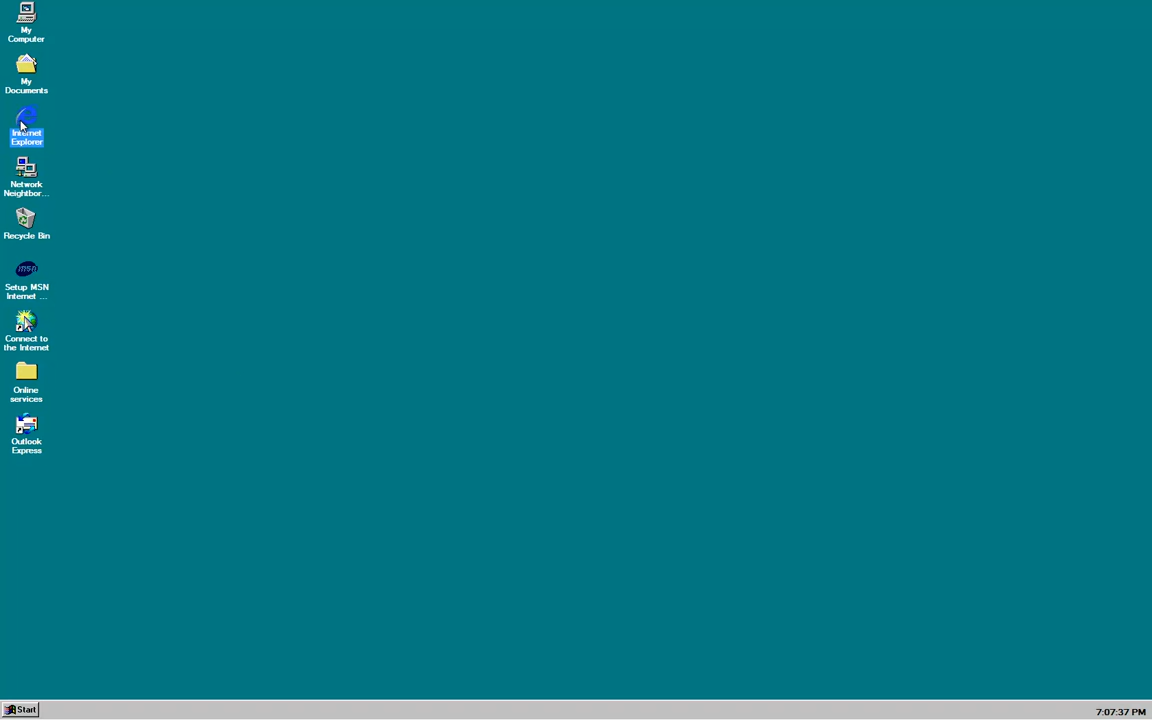 My
Computer
My
Documents
Internet
Explorer
Network
Neighbor...
Recycle Bin
msn
Setup MSN
Internet ...
Connect to
the Internet
Online
services
Outlook
Express
Start
7:07:37 PM